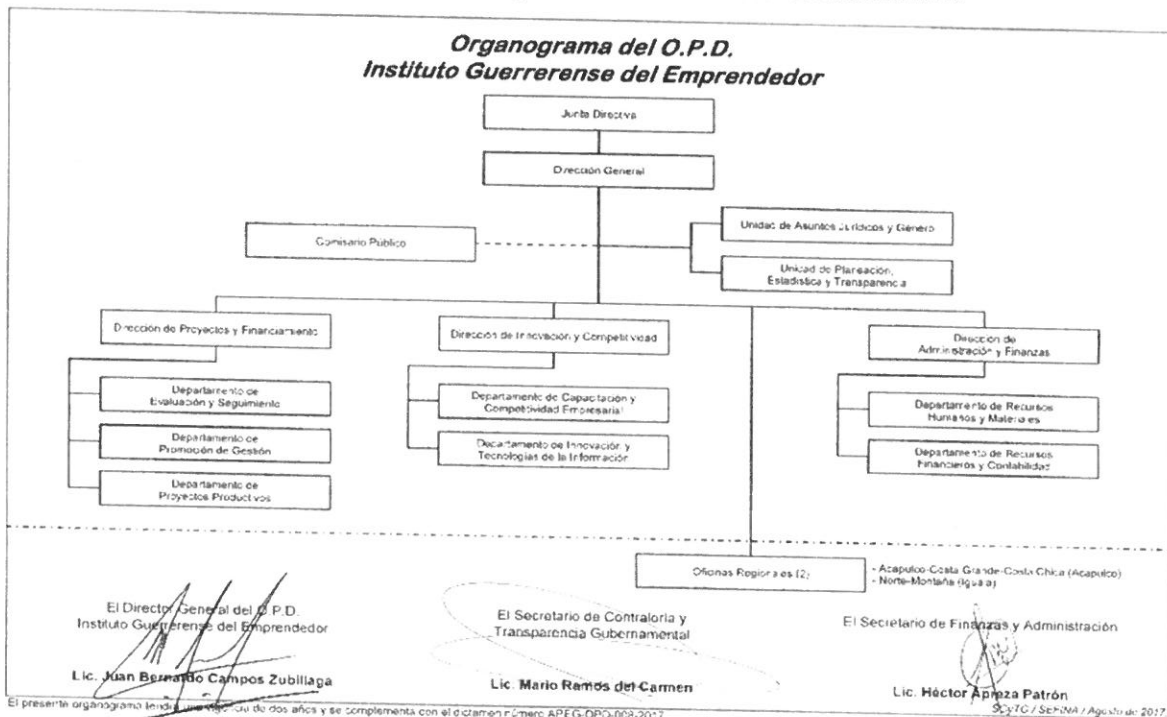 Organograma del O.P.D.
Instituto Guerrerense del Emprendedor
Junta Directiva
Dirección General
Comisario Público
Unidad de Asuntos Jurídicos y Género
Unidad de Planeación,
Estadística y Transparencia
Dirección de Proyectos y Financiamiento
Departamento de
Evaluación y Seguimiento
Departamento de
Promoción de Gestión
Departamento de
Proyectos Productivos
Dirección de Innovación y Competitividad
Departamento de Capacitación y
Competitividad Empresarial
Departamento de Innovación y
Tecnologías de la Información
Dirección de
Administración y Finanzas
Departamento de Recursos
Humanos y Materiales
Departamento de Recursos
Financieros y Contabilidad
Oficinas Regionales (2)
- Acapulco-Costa Grande-Costa Chica (Acapulco)
- Norte-Montaña (Iguala)
El Director General del O.P.D.
Instituto Guerrerense del Emprendedor
Lic. Juan Bernardo Campos Zubillaga
El Secretario de Contraloría y
Transparencia Gubernamental
Lic. Mario Ramos del Carmen
El Secretario de Finanzas y Administración
Lic. Héctor Apreza Patrón
El presente organograma tendrá una vigencia de dos años y se complementa con el dictamen número APEG-DPO-008-2017
SCyTG / SEFINA / Agosto de 2017